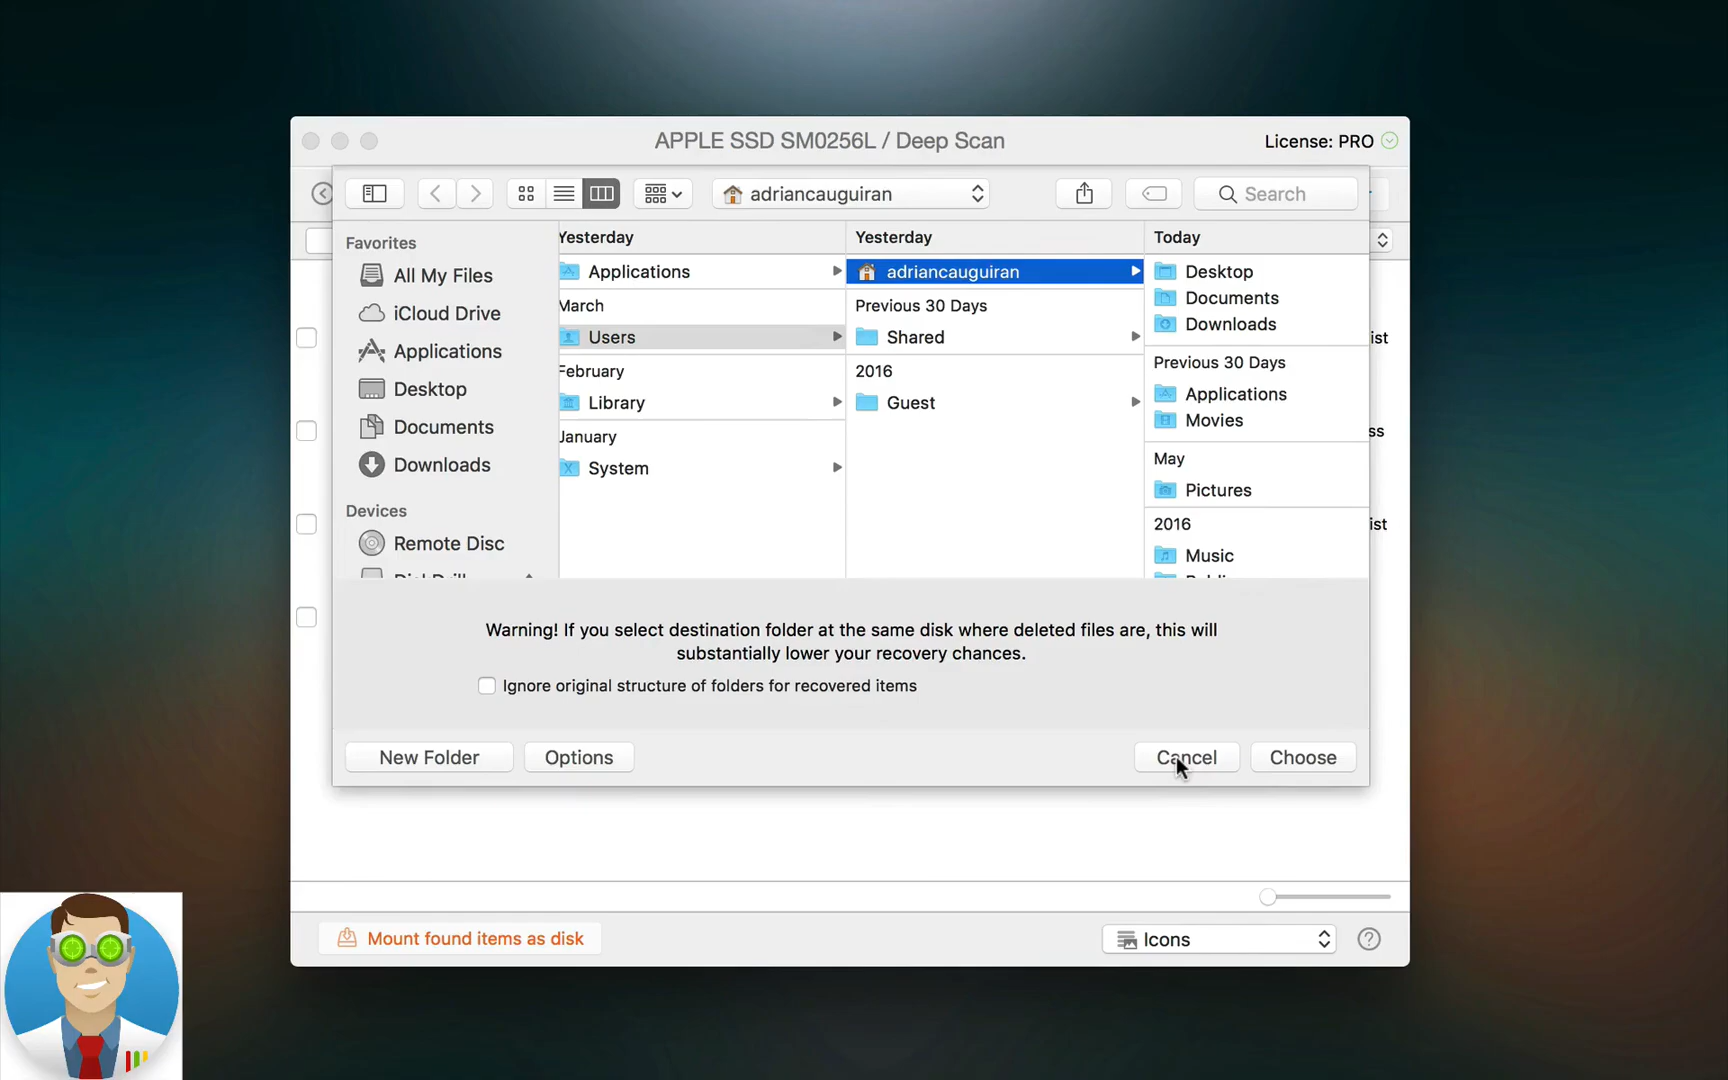 APPLE SSD SM0256L / Deep Scan
License: PRO
adriancauguiran
Search
Favorites
All My Files
iCloud Drive
Applications
Desktop
Documents
Downloads
Devices
Remote Disc
Yesterday
Applications
March
Users
February
Library
January
System
Yesterday
adriancauguiran
Previous 30 Days
Shared
2016
Guest
Today
Desktop
Documents
Downloads
Previous 30 Days
Applications
Movies
May
Pictures
2016
Music
ist
ss
ist
Warning! If you select destination folder at the same disk where deleted files are, this will
substantially lower your recovery chances.
Ignore original structure of folders for recovered items
New Folder
Options
Cancel
Choose
Mount found items as disk
Icons
?